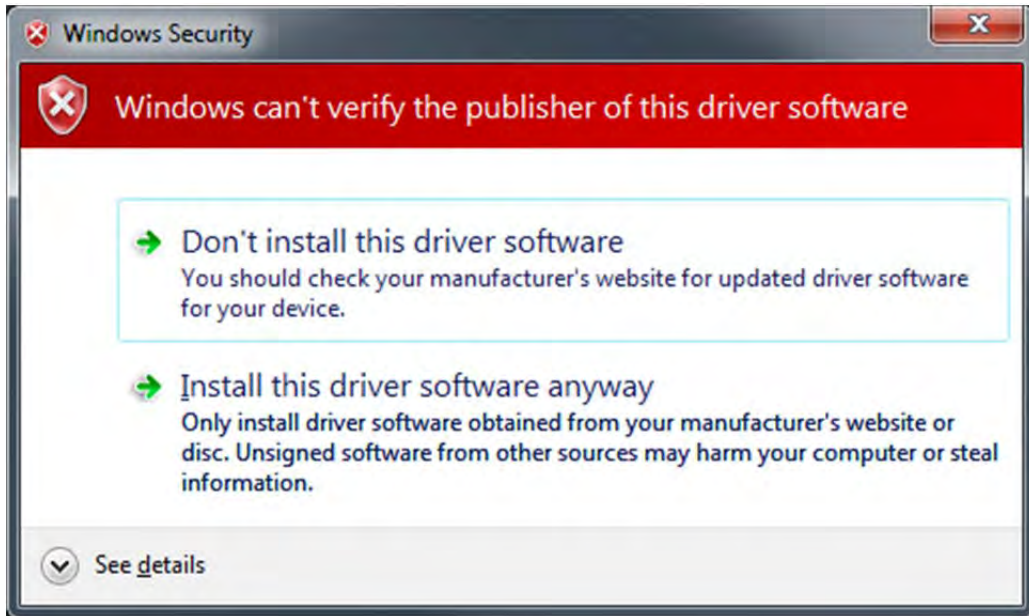 Windows Security
Windows can't verify the publisher of this driver software
Don't install this driver software
You should check your manufacturer's website for updated driver software
for your device.
Install this driver software anyway
Only install driver software obtained from your manufacturer's website or
disc. Unsigned software from other sources may harm your computer or steal
information.
See details